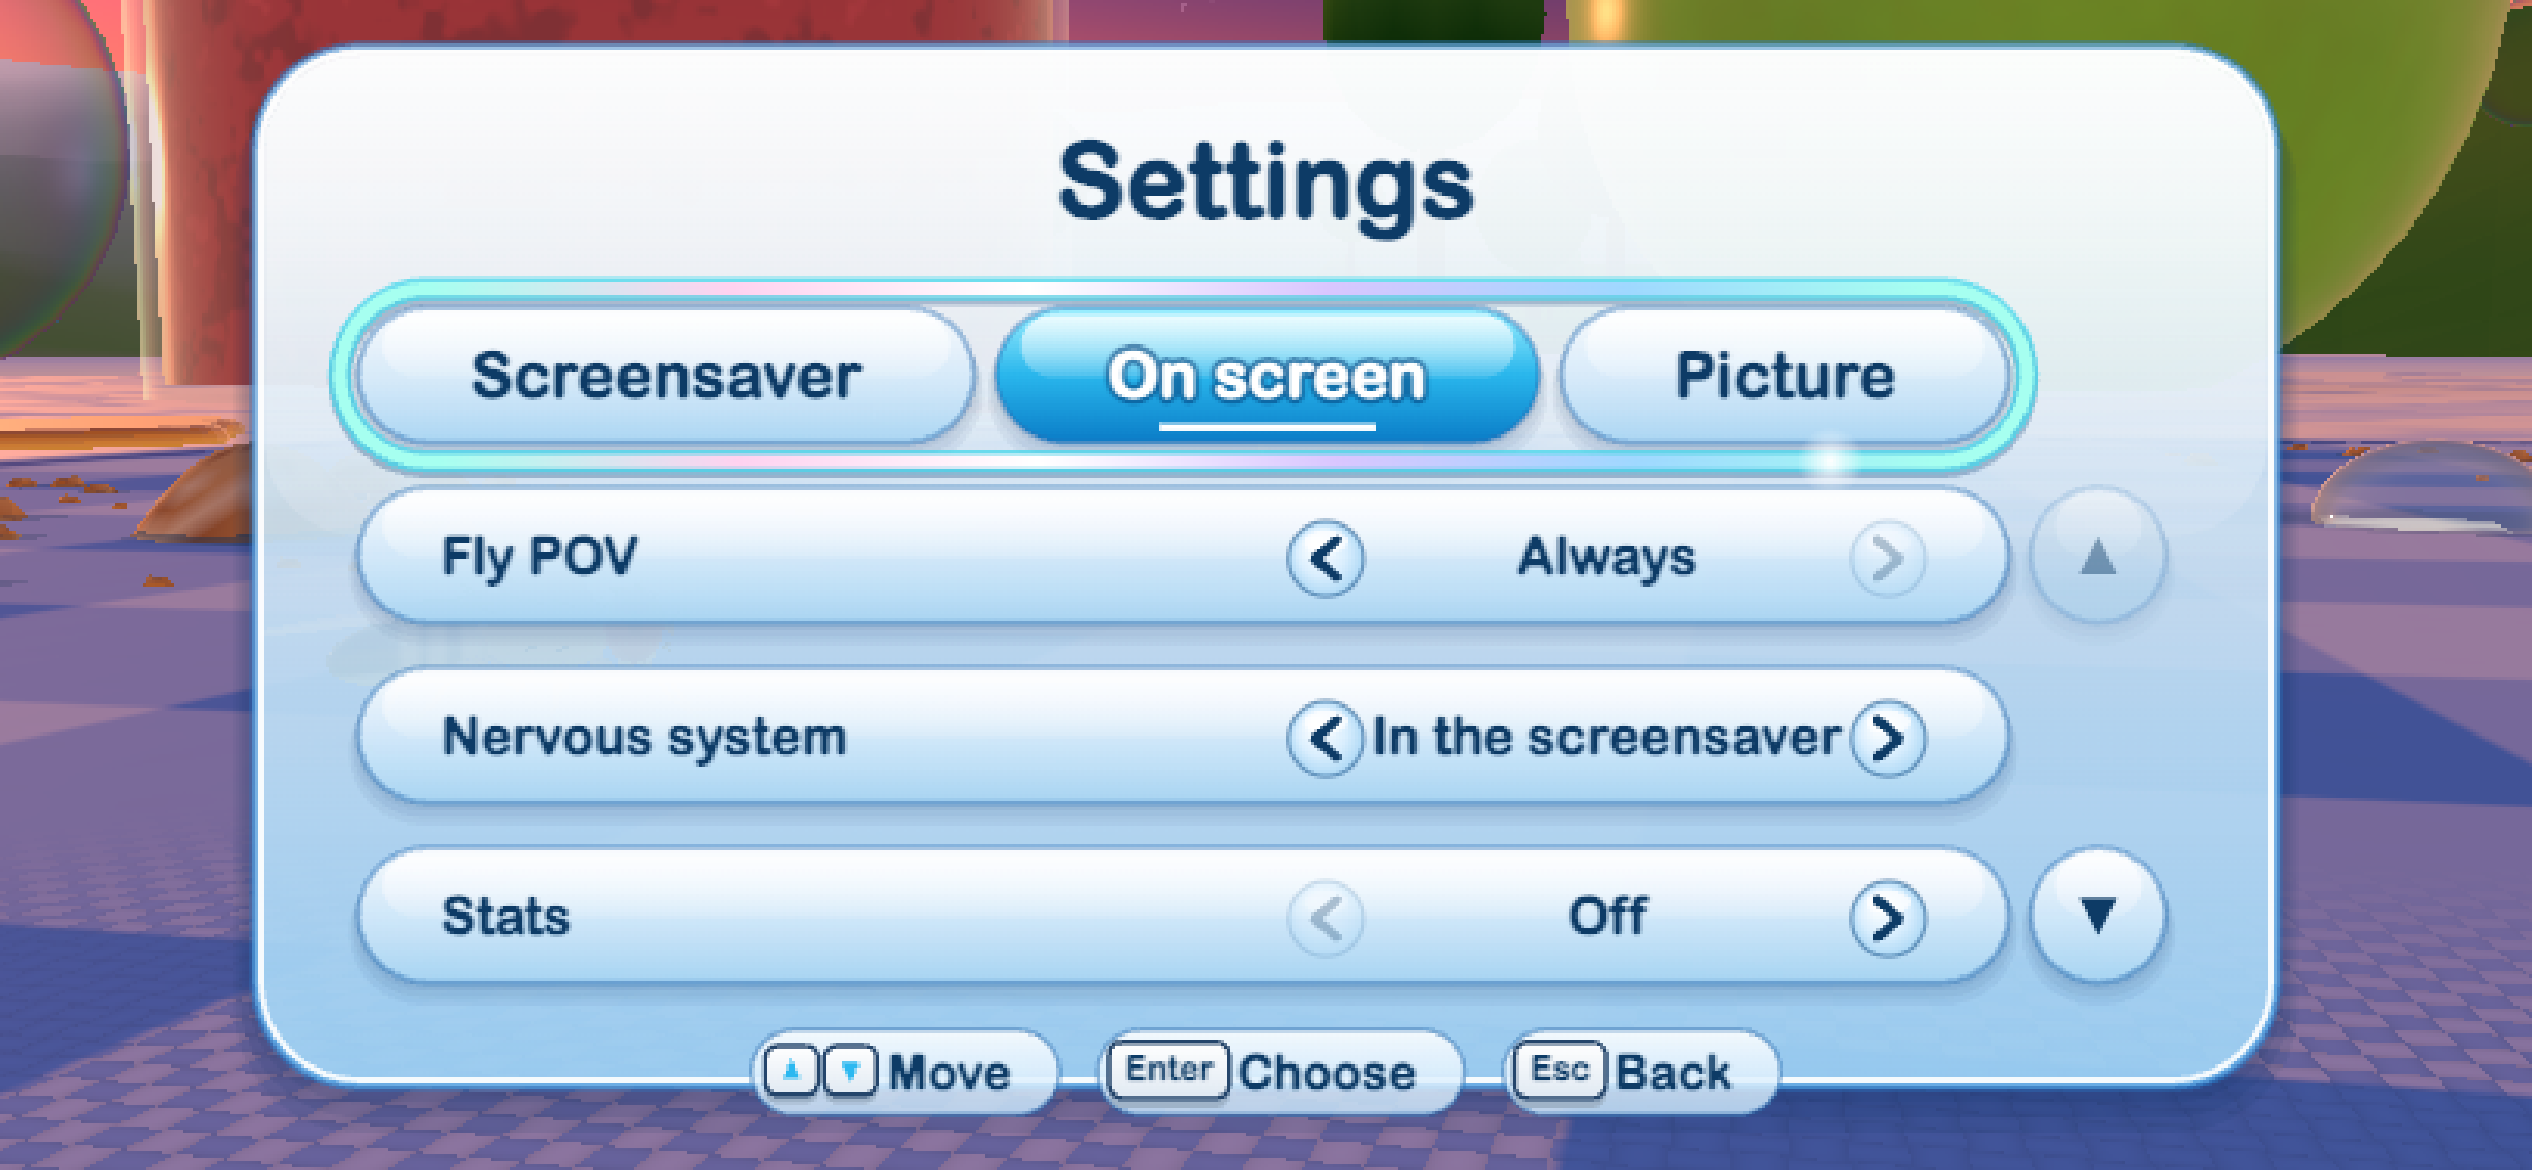 Settings
Screensaver On screen Picture
Fly POV < Always > ▲
Nervous system < In the screensaver >
Stats < Off > ▼
▲ ▼ Move Enter Choose Esc Back